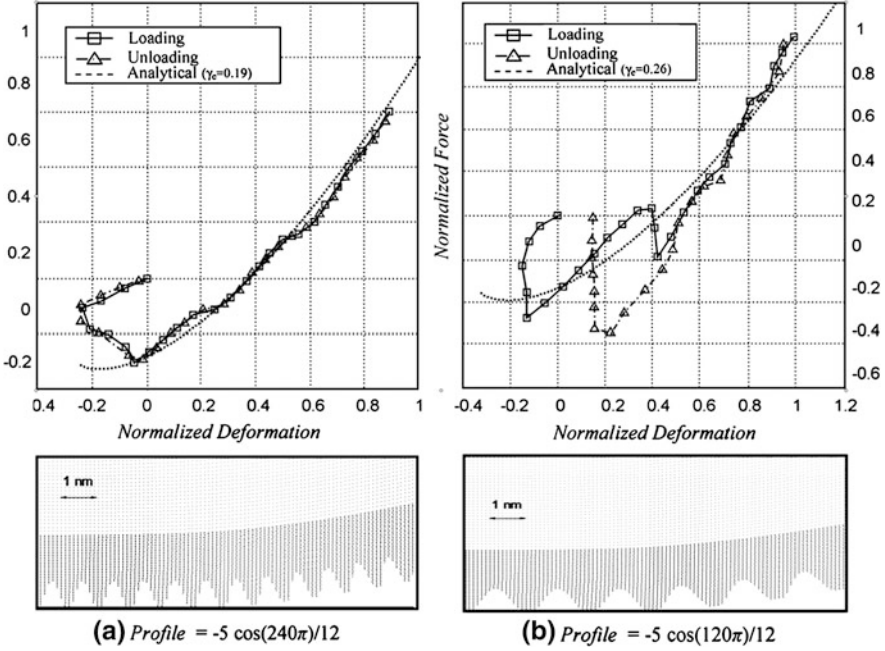 Loading
Unloading
Analytical (γe=0.19)
0.8
0.6
0.4
0.2
0
-0.2
0.4
-0.2
0
0.2
0.4
0.6
0.8
1
Normalized Deformation
Loading
Unloading
Analytical (γe=0.26)
Normalized Force
1
0.8
0.6
0.4
0.2
0
-0.2
-0.4
-0.6
-0.4
-0.2
0
0.2
0.4
0.6
0.8
1
1.2
Normalized Deformation
1 nm
1 nm
(a) Profile = -5 cos(240π)/12
(b) Profile = -5 cos(120π)/12